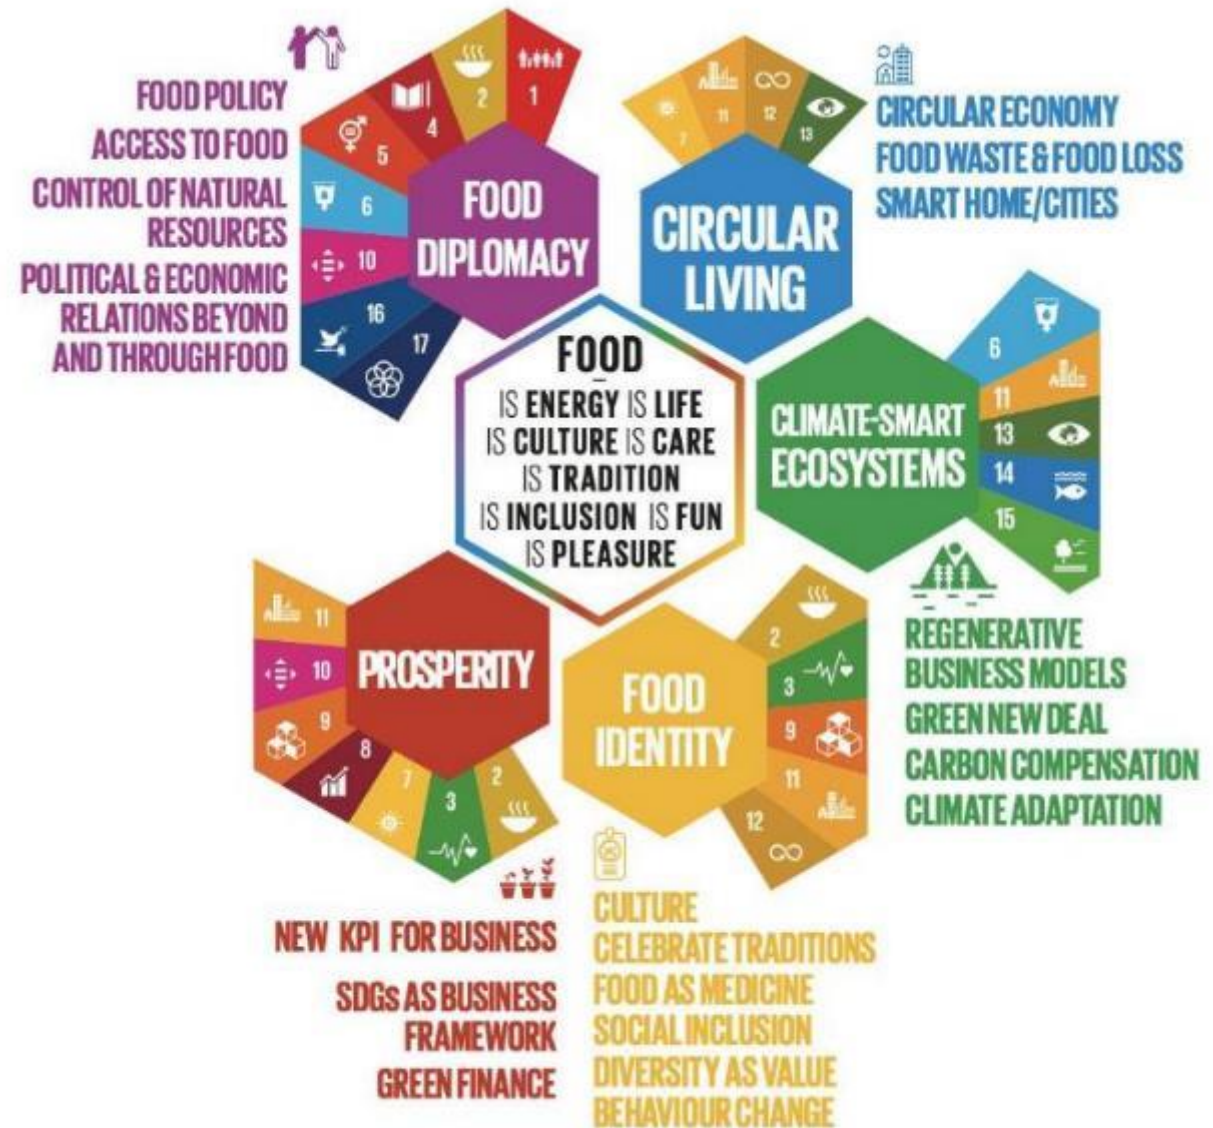 FOOD POLICY
ACCESS TO FOOD
CONTROL OF NATURAL
RESOURCES
POLITICAL & ECONOMIC
RELATIONS BEYOND
AND THROUGH FOOD
1
2
4
5
6
10
16
17
FOOD
DIPLOMACY
7
11
12
13
CIRCULAR
LIVING
CIRCULAR ECONOMY
FOOD WASTE & FOOD LOSS
SMART HOME/CITIES
FOOD
IS ENERGY IS LIFE
IS CULTURE IS CARE
IS TRADITION
IS INCLUSION IS FUN
IS PLEASURE
CLIMATE-SMART
ECOSYSTEMS
6
11
13
14
15
REGENERATIVE
BUSINESS MODELS
GREEN NEW DEAL
CARBON COMPENSATION
CLIMATE ADAPTATION
PROSPERITY
11
10
9
8
7
3
2
NEW KPI FOR BUSINESS
SDGs AS BUSINESS
FRAMEWORK
GREEN FINANCE
FOOD
IDENTITY
2
3
9
11
12
CULTURE
CELEBRATE TRADITIONS
FOOD AS MEDICINE
SOCIAL INCLUSION
DIVERSITY AS VALUE
BEHAVIOUR CHANGE